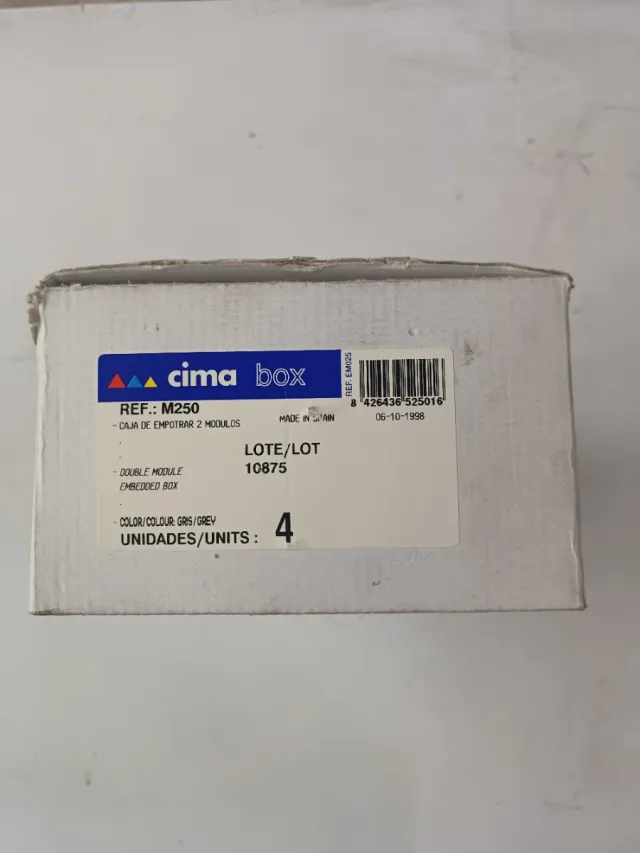 cima box
REF. EM025
8 426436 525016
REF.: M250
MADE IN SPAIN
06-10-1998
- CAJA DE EMPOTRAR 2 MODULOS
.
LOTE/LOT
- DOUBLE MODULE
10875
EMBEDDED BOX
.
- COLOR/COLOUR: GRIS/GREY
UNIDADES/UNITS : 4